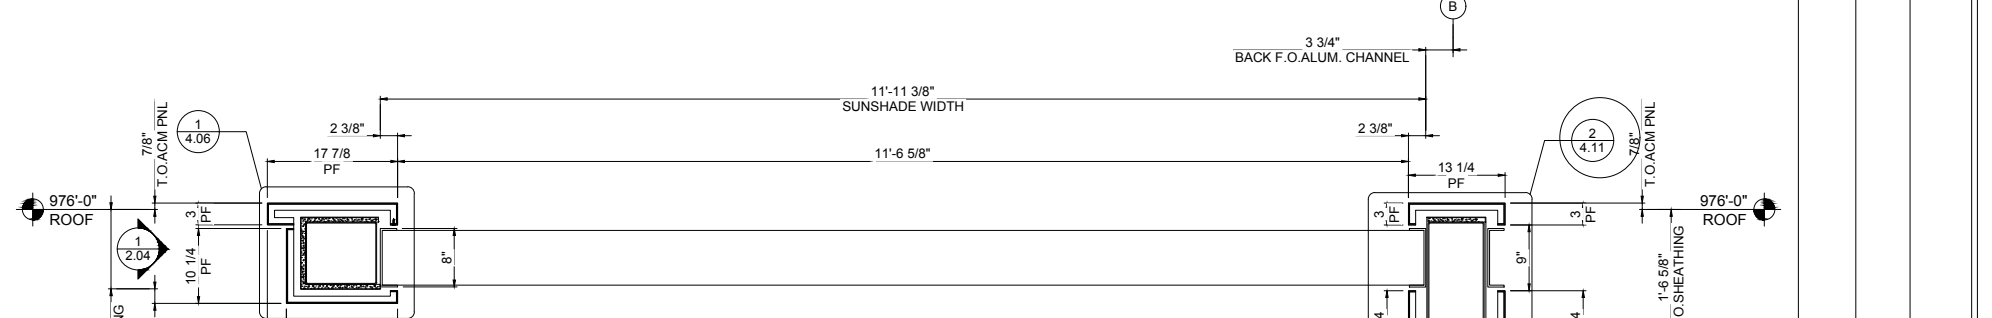 B
3 3/4"
BACK F.O.ALUM. CHANNEL
11'-11 3/8"
SUNSHADE WIDTH
7/8"
T.O.ACM PNL
1
4.06
2 3/8"
2 3/8"
2
4.11
7/8"
T.O.ACM PNL
17 7/8
PF
11'-6 5/8"
13 1/4
PF
976'-0"
ROOF
3
PF
3
PF
3
PF
976'-0"
ROOF
1
2.04
10 1/4
PF
8"
9"
1'-6 5/8"
O.SHEATHING
NG
4
4